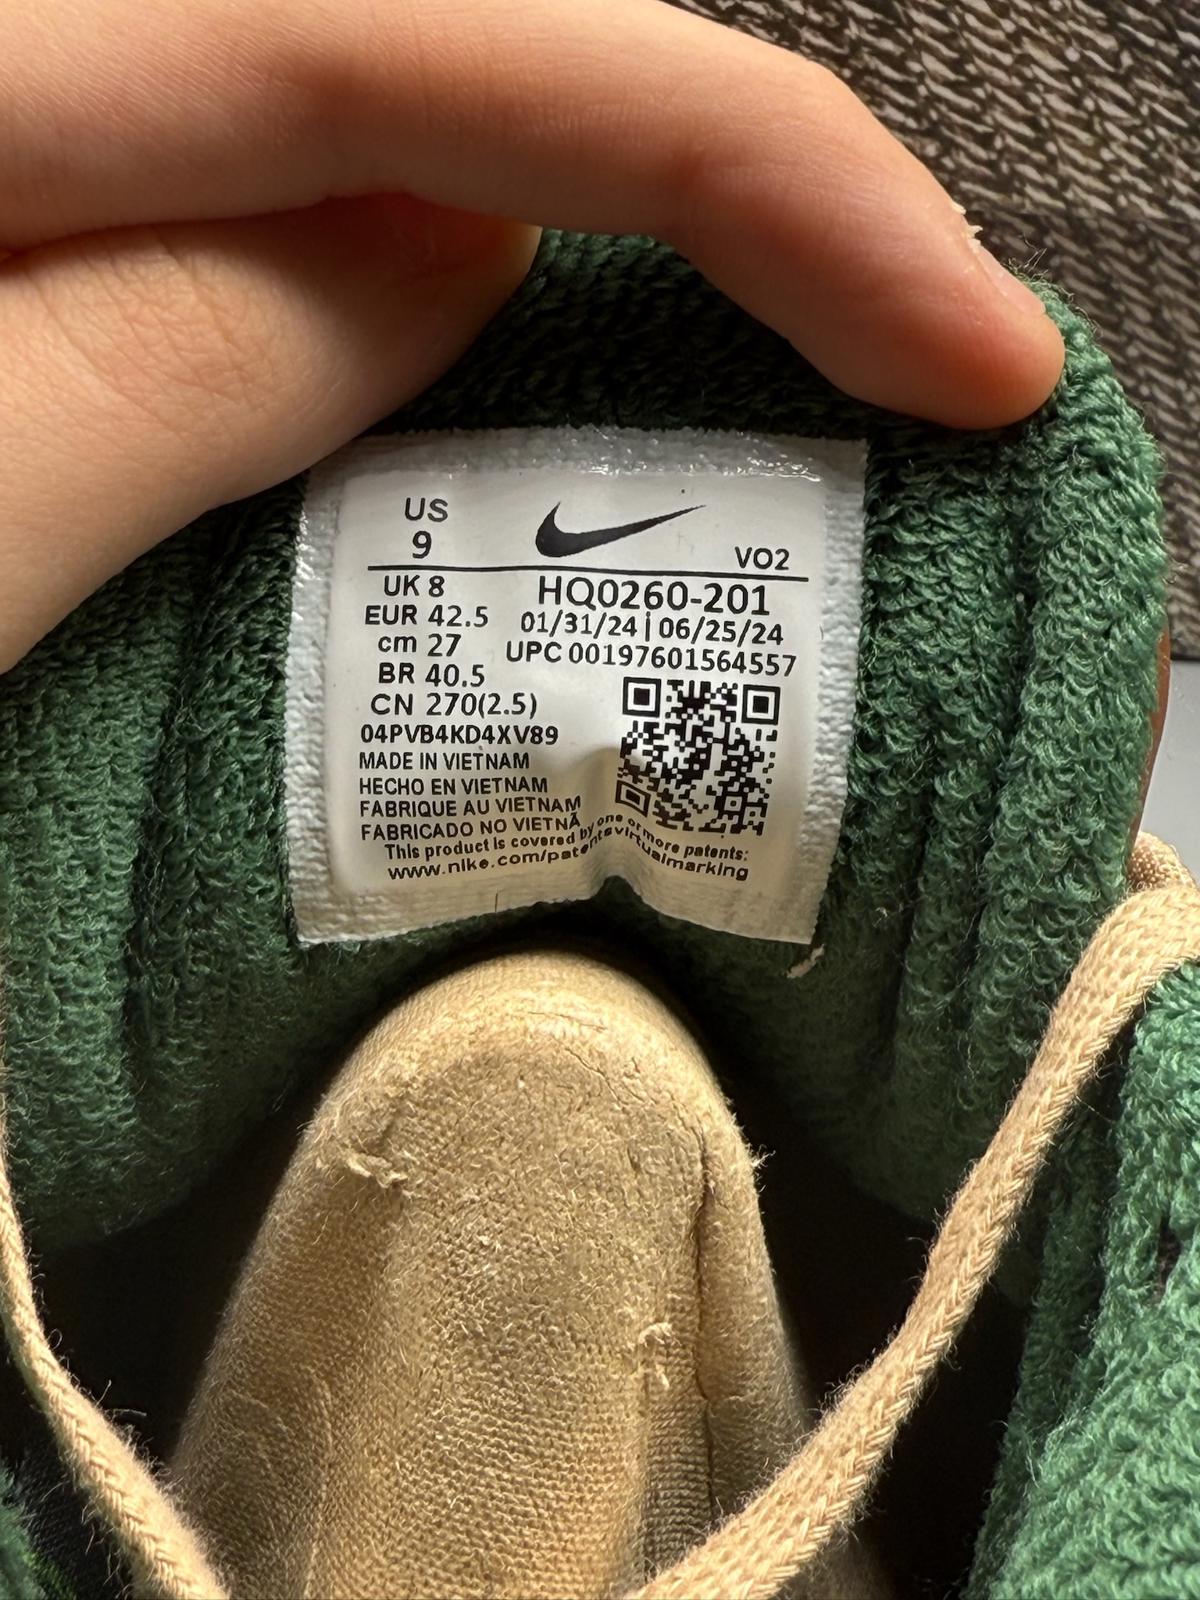 US
9
VO2
UK 8
EUR 42.5
cm 27
BR 40.5
CN 270(2.5)
HQ0260-201
01/31/24 | 06/25/24
UPC 00197601564557
04PVB4KD4XV89
MADE IN VIETNAM
HECHO EN VIETNAM
FABRIQUE AU VIETNAM
FABRICADO NO VIETNÃ
This product is covered by one or more patents:
www.nike.com/patentsvirtualmarking